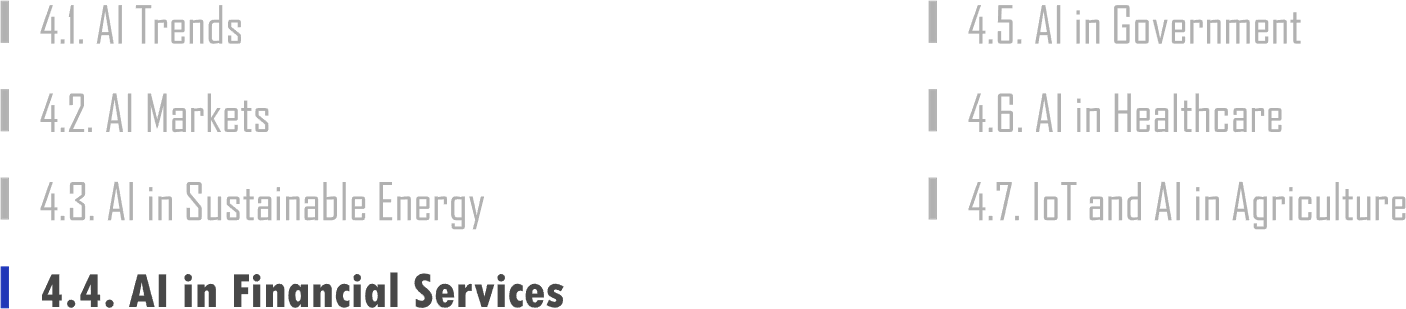 4.1. AI Trends
4.2. AI Markets
4.3. AI in Sustainable Energy
4.4. AI in Financial Services
4.5. AI in Government
4.6. AI in Healthcare
4.7. IoT and AI in Agriculture